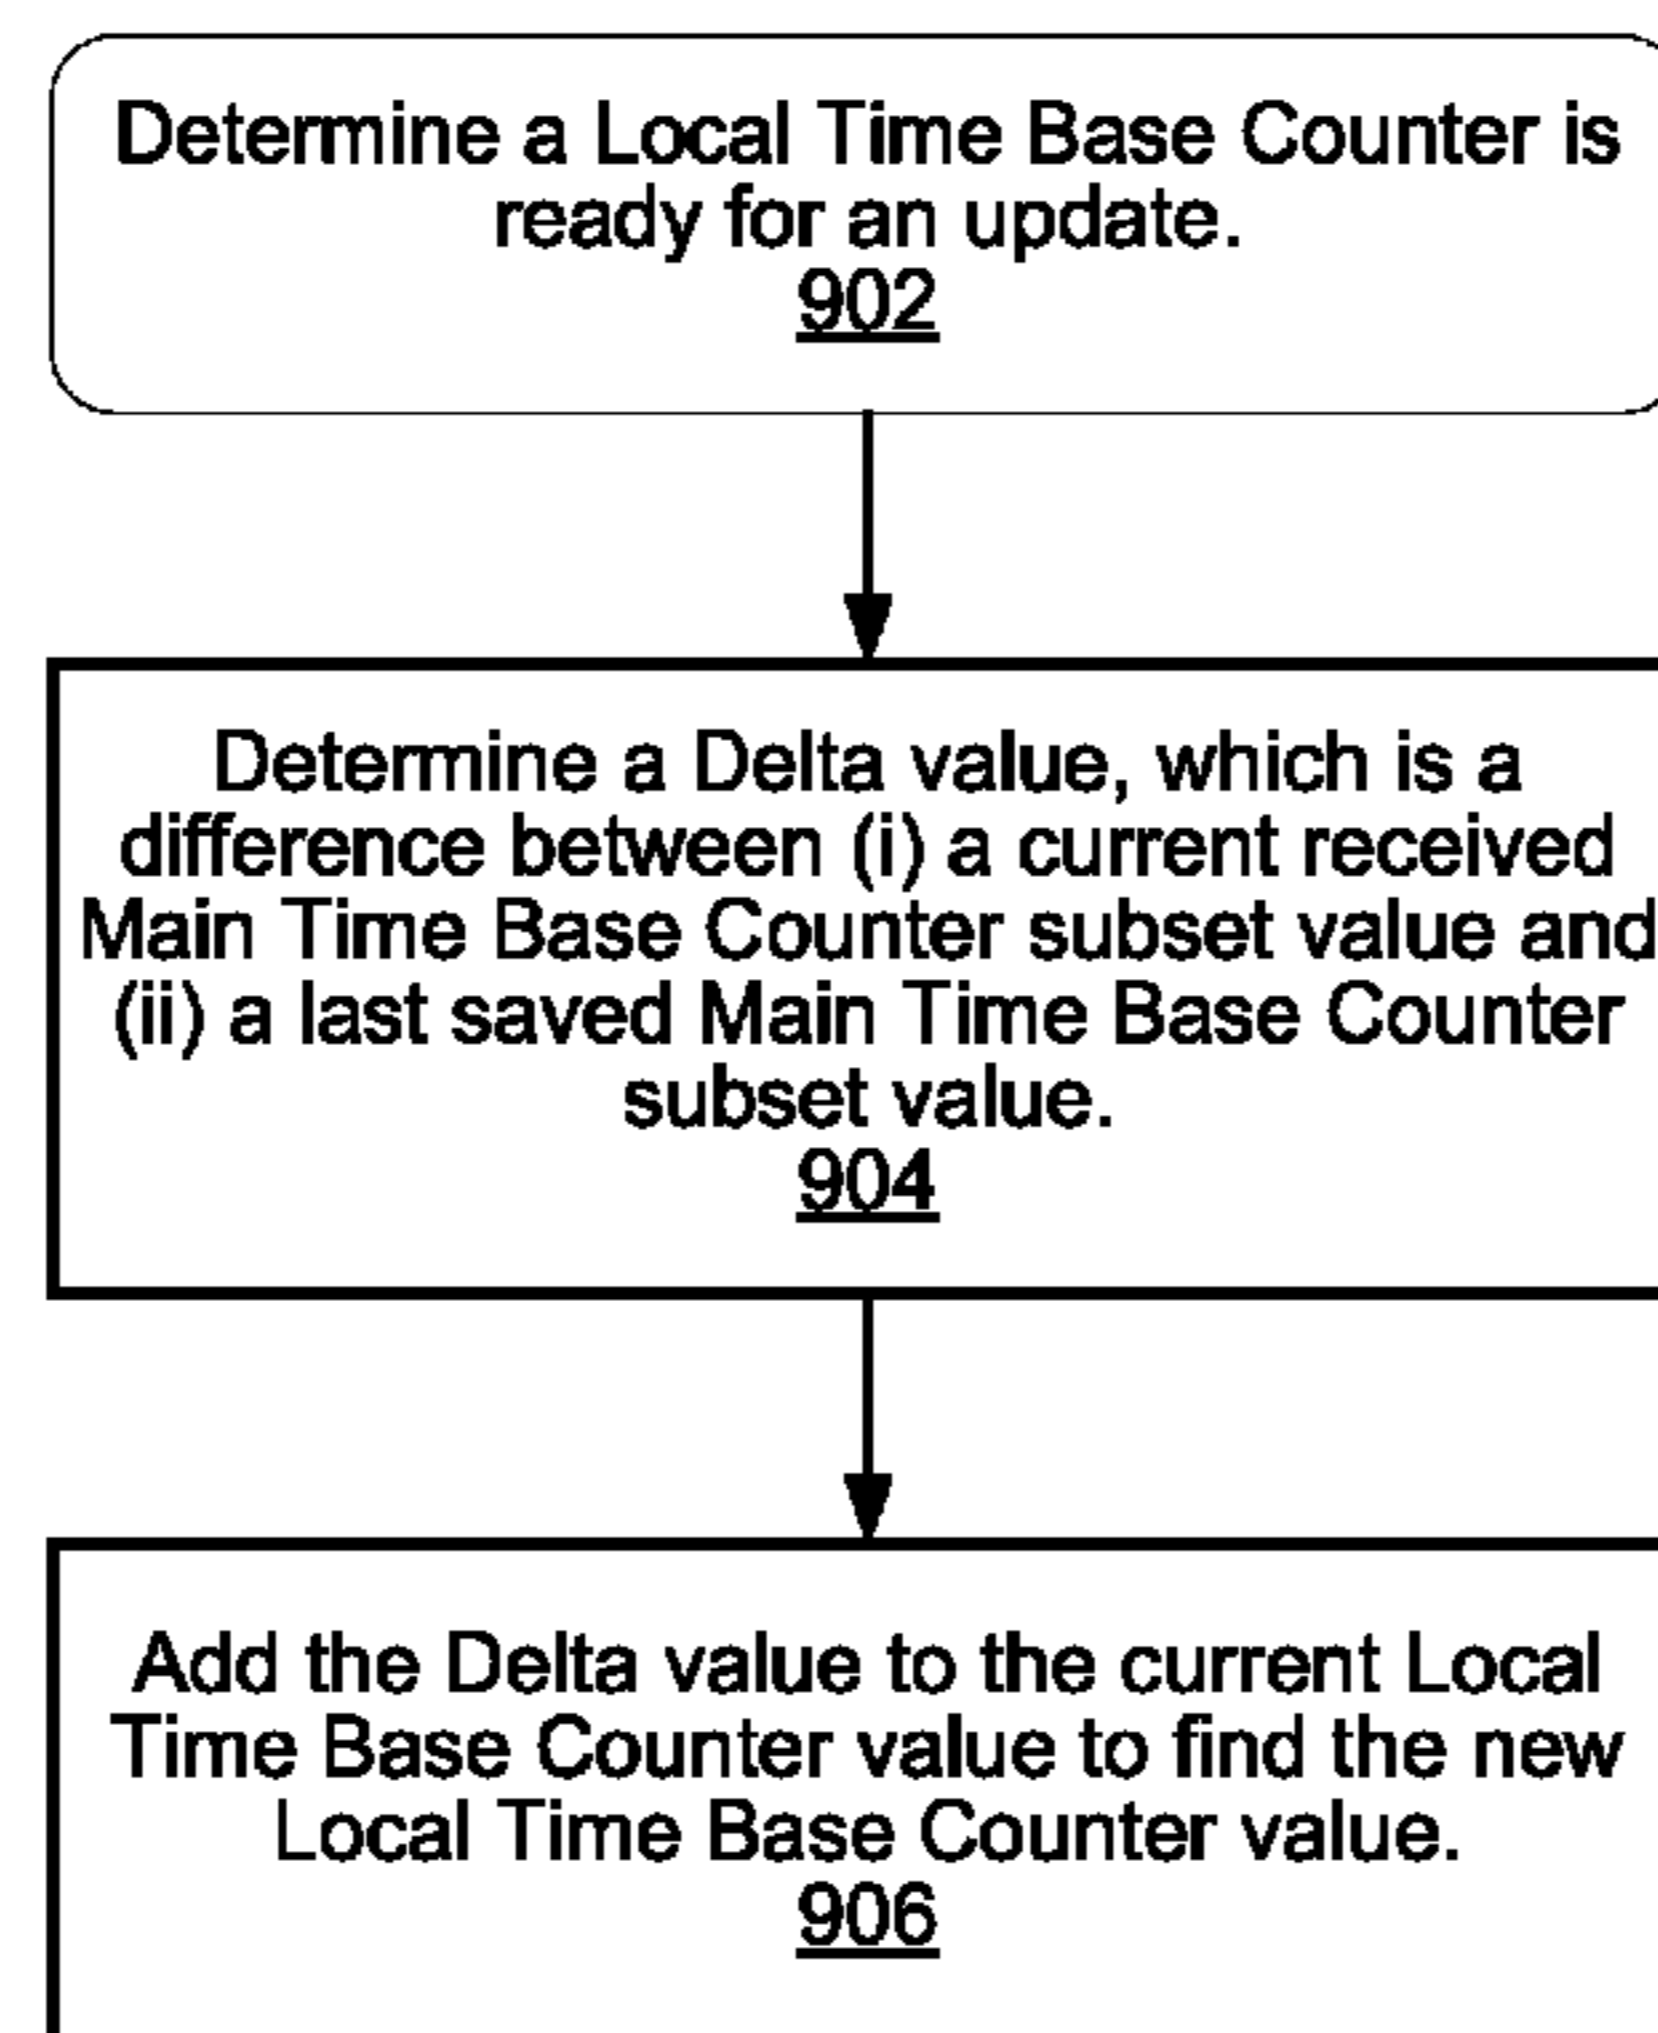 Determine a Local Time Base Counter is
ready for an update.
902
Determine a Delta value, which is a
difference between (i) a current received
Main Time Base Counter subset value and
(ii) a last saved Main Time Base Counter
subset value.
904
Add the Delta value to the current Local
Time Base Counter value to find the new
Local Time Base Counter value.
906